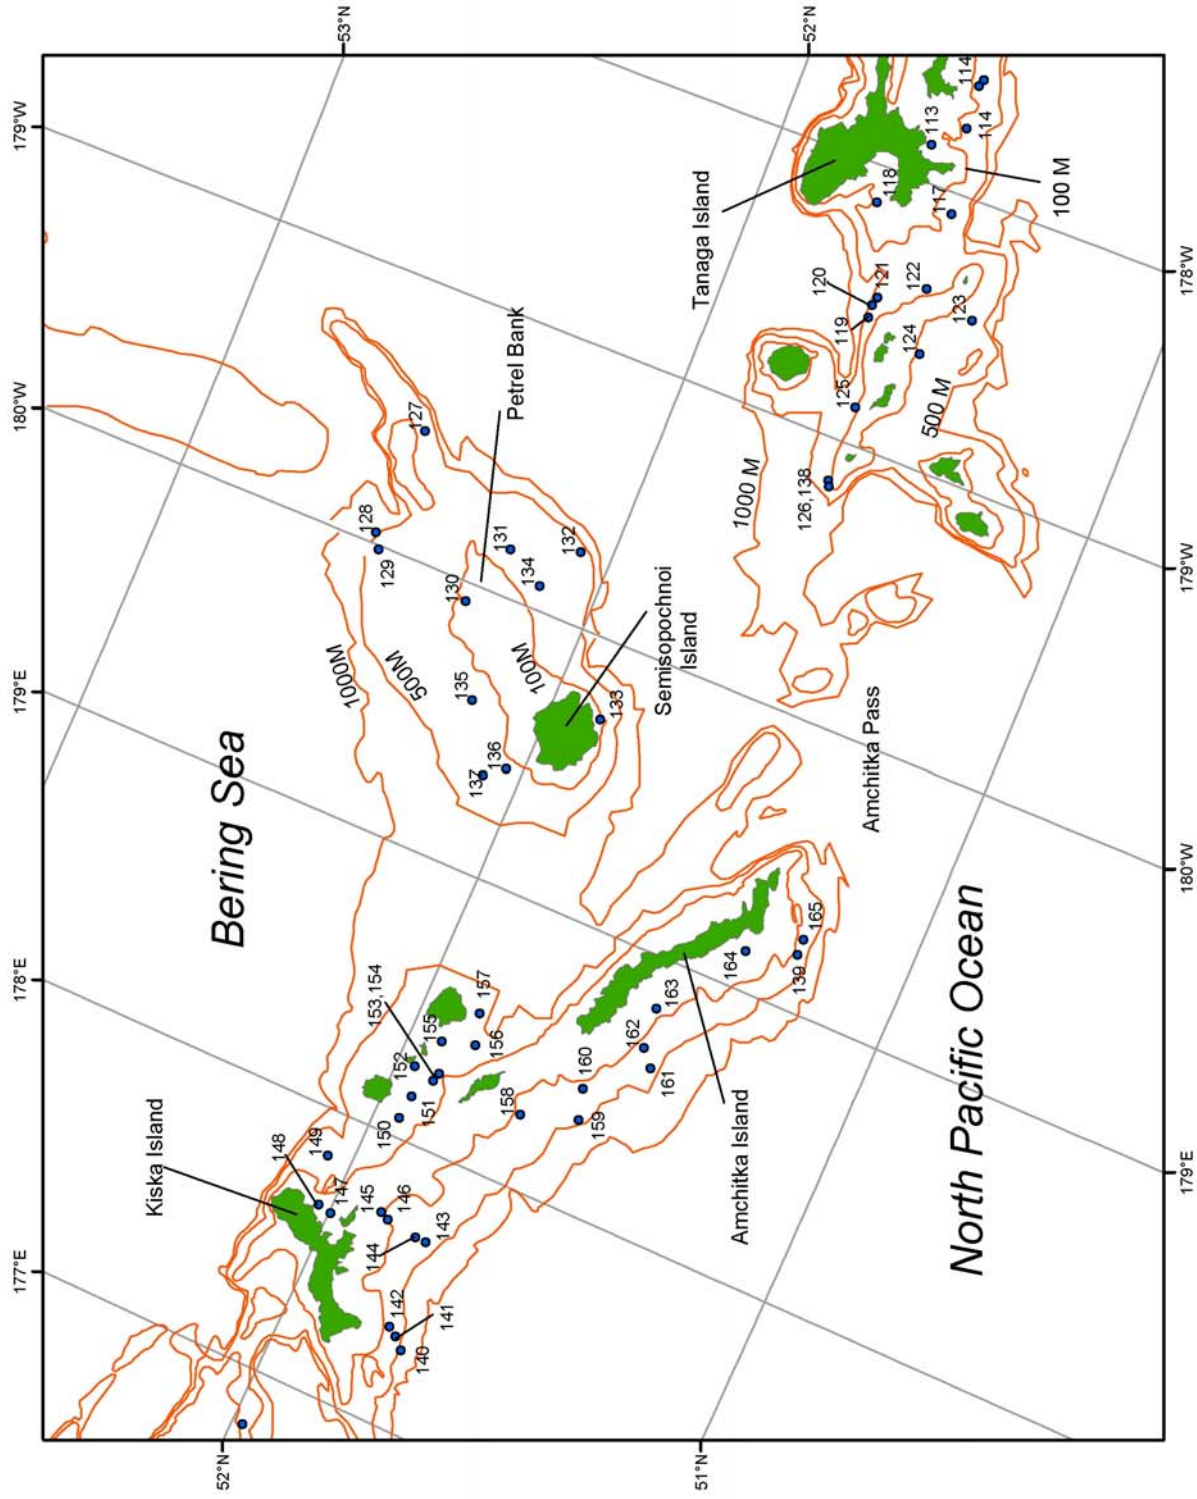 179°W
180°W
179°E
178°E
177°E
53°N
52°N
52°N
51°N
178°W
179°W
180°W
179°E
Bering Sea
North Pacific Ocean
Kiska Island
Amchitka Island
Amchitka Pass
Semisopochnoi
Island
Petrel Bank
Tanaga Island
1000M
500M
100M
1000 M
500 M
100 M
113
114
114
117
118
119
120
121
122
123
124
125
126,138
127
128
129
130
131
132
133
134
135
136
137
139
140
141
142
143
144
145
146
147
148
149
150
151
152
153,154
155
156
157
158
159
160
161
162
163
164
165